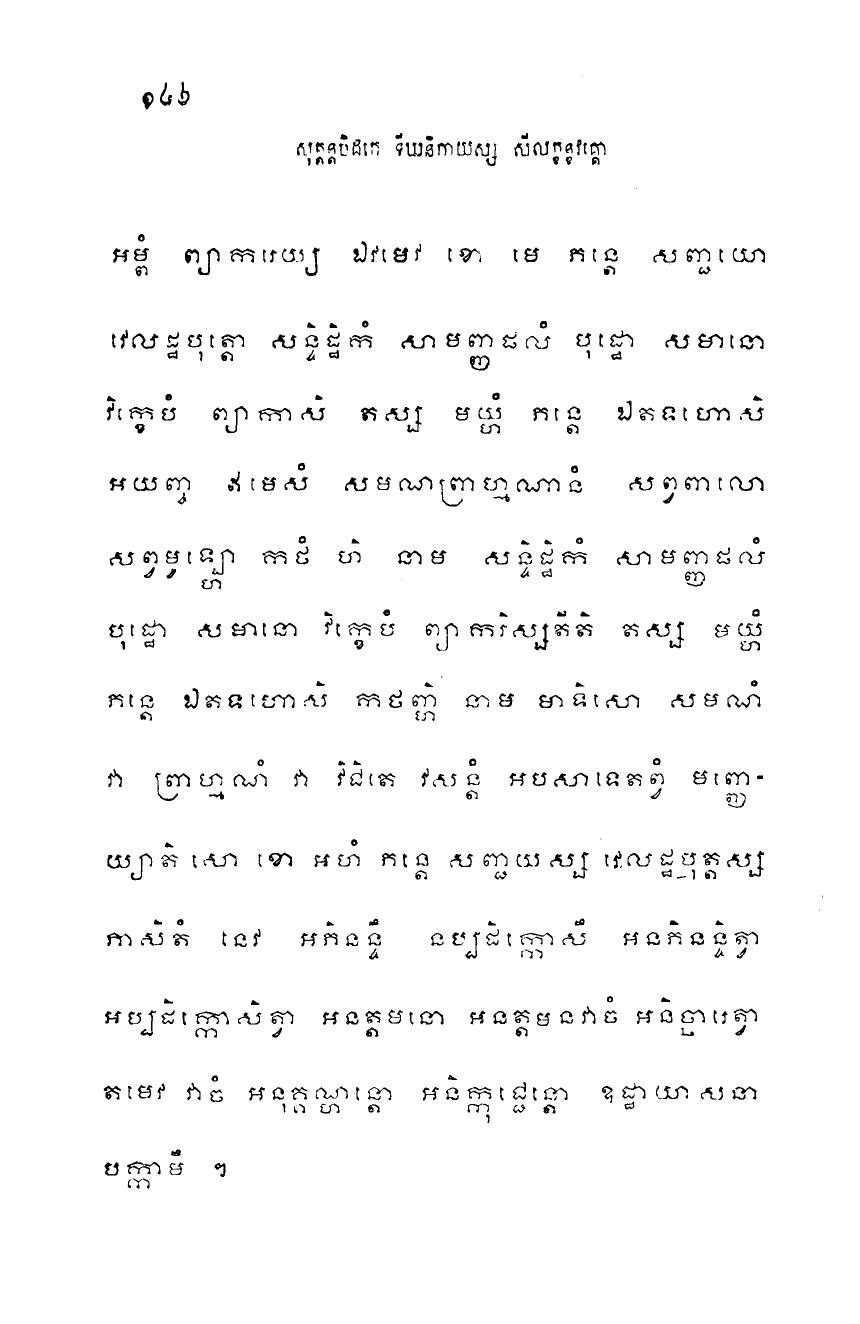 ១៤៦
សុត្តន្តបិដកេ ទីឃនិកាយស្ស សីលក្ខន្ធវគ្គោ
អម្ពំ ព្យាករេយ្យ ឯវមេវ ខោ មេ ភន្តេ សញ្ជយោ
វេលដ្ឋបុត្តោ សន្ទិដ្ឋិកំ សាមញ្ញផលំ បុដ្ឋោ សមានោ
វិក្ខេបំ ព្យាកាសិ តស្ស មយ្ហំ ភន្តេ ឯតទហោសិ
អយញ្ច ឥមេសំ សមណព្រាហ្មណានំ សព្វពាលោ
សព្វមូឡ្ហោ កថំ ហិ នាម សន្ទិដ្ឋិកំ សាមញ្ញផលំ
បុដ្ឋោ សមានោ វិក្ខេបំ ព្យាករិស្សតីតិ តស្ស មយ្ហំ
ភន្តេ ឯតទហោសិ កថញ្ហិ នាម មាទិសោ សមណំ
វា ព្រាហ្មណំ វា វិជិតេ វសន្តំ អបសាទេតព្វំ មញ្ញេ-
យ្យាតិ សោ ខោ អហំ ភន្តេ សញ្ជយស្ស វេលដ្ឋបុត្តស្ស
ភាសិតំ នេវ អភិនន្ទឹ នប្បដិក្កោសឹ អនភិនន្ទិត្វា
អប្បដិក្កោសិត្វា អនត្តមនោ អនត្តមនវាចំ អនិច្ឆារេត្វា
តមេវ វាចំ អនុគ្គណ្ហន្តោ អនិក្កុជ្ជេន្តោ ឧដ្ឋាយាសនា
បក្កាមឹ ។